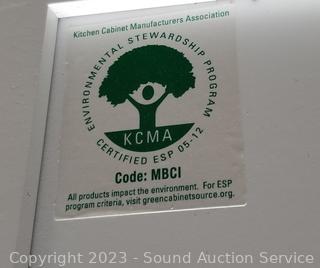 Kitchen Cabinet Manufacturers Association
ENVIRONMENTAL STEWARDSHIP PROGRAM
KCMA
CERTIFIED ESP 05-12
Code: MBCI
All products impact the environment. For ESP
program criteria, visit greencabinetsource.org.
Copyright 2023 - Sound Auction Service